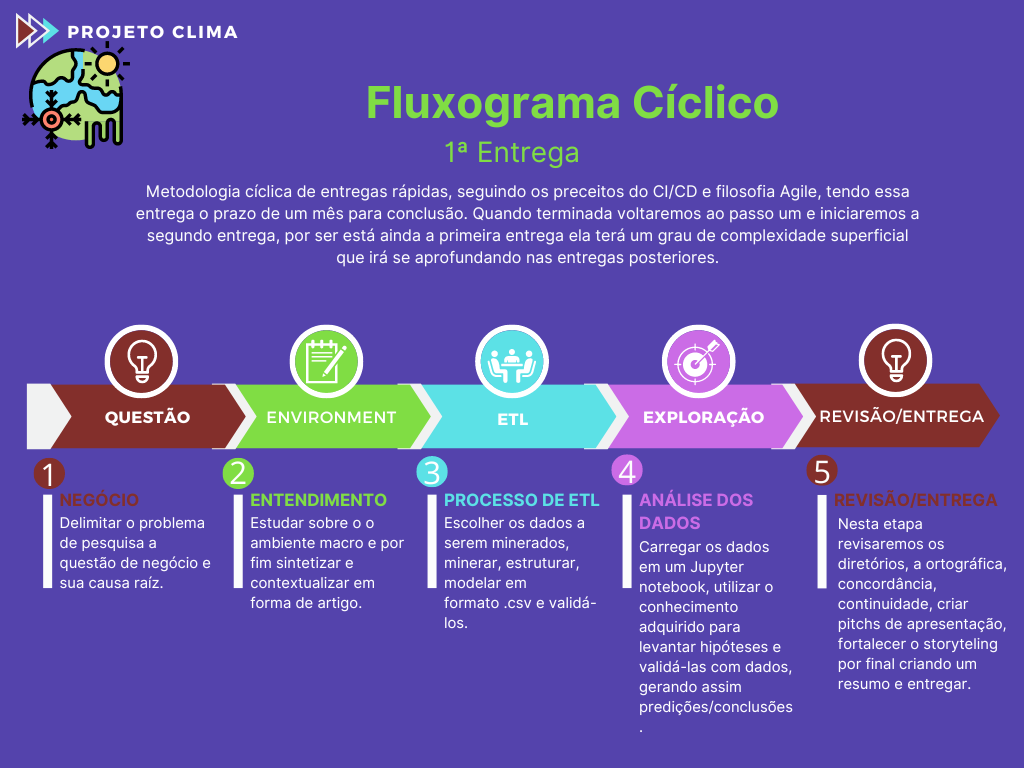 PROJETO CLIMA
Fluxograma Cíclico
1ª Entrega
Metodologia cíclica de entregas rápidas, seguindo os preceitos do CI/CD e filosofia Agile, tendo essa
entrega o prazo de um mês para conclusão. Quando terminada voltaremos ao passo um e iniciaremos a
segundo entrega, por ser está ainda a primeira entrega ela terá um grau de complexidade superficial
que irá se aprofundando nas entregas posteriores.
QUESTÃO
ENVIRONMENT
ETL
EXPLORAÇÃO
REVISÃO/ENTREGA
1
NEGÓCIO
Delimitar o problema
de pesquisa a
questão de negócio e
sua causa raíz.
2
ENTENDIMENTO
Estudar sobre o o
ambiente macro e por
fim sintetizar e
contextualizar em
forma de artigo.
3
PROCESSO DE ETL
Escolher os dados a
serem minerados,
minerar, estruturar,
modelar em
formato .csv e validá-
los.
4
ANÁLISE DOS
DADOS
Carregar os dados
em um Jupyter
notebook, utilizar o
conhecimento
adquirido para
levantar hipóteses e
validá-las com dados,
gerando assim
predições/conclusões
.
5
REVISÃO/ENTREGA
Nesta etapa
revisaremos os
diretórios, a ortográfica,
concordância,
continuidade, criar
pitchs de apresentação,
fortalecer o storyteling
por final criando um
resumo e entregar.